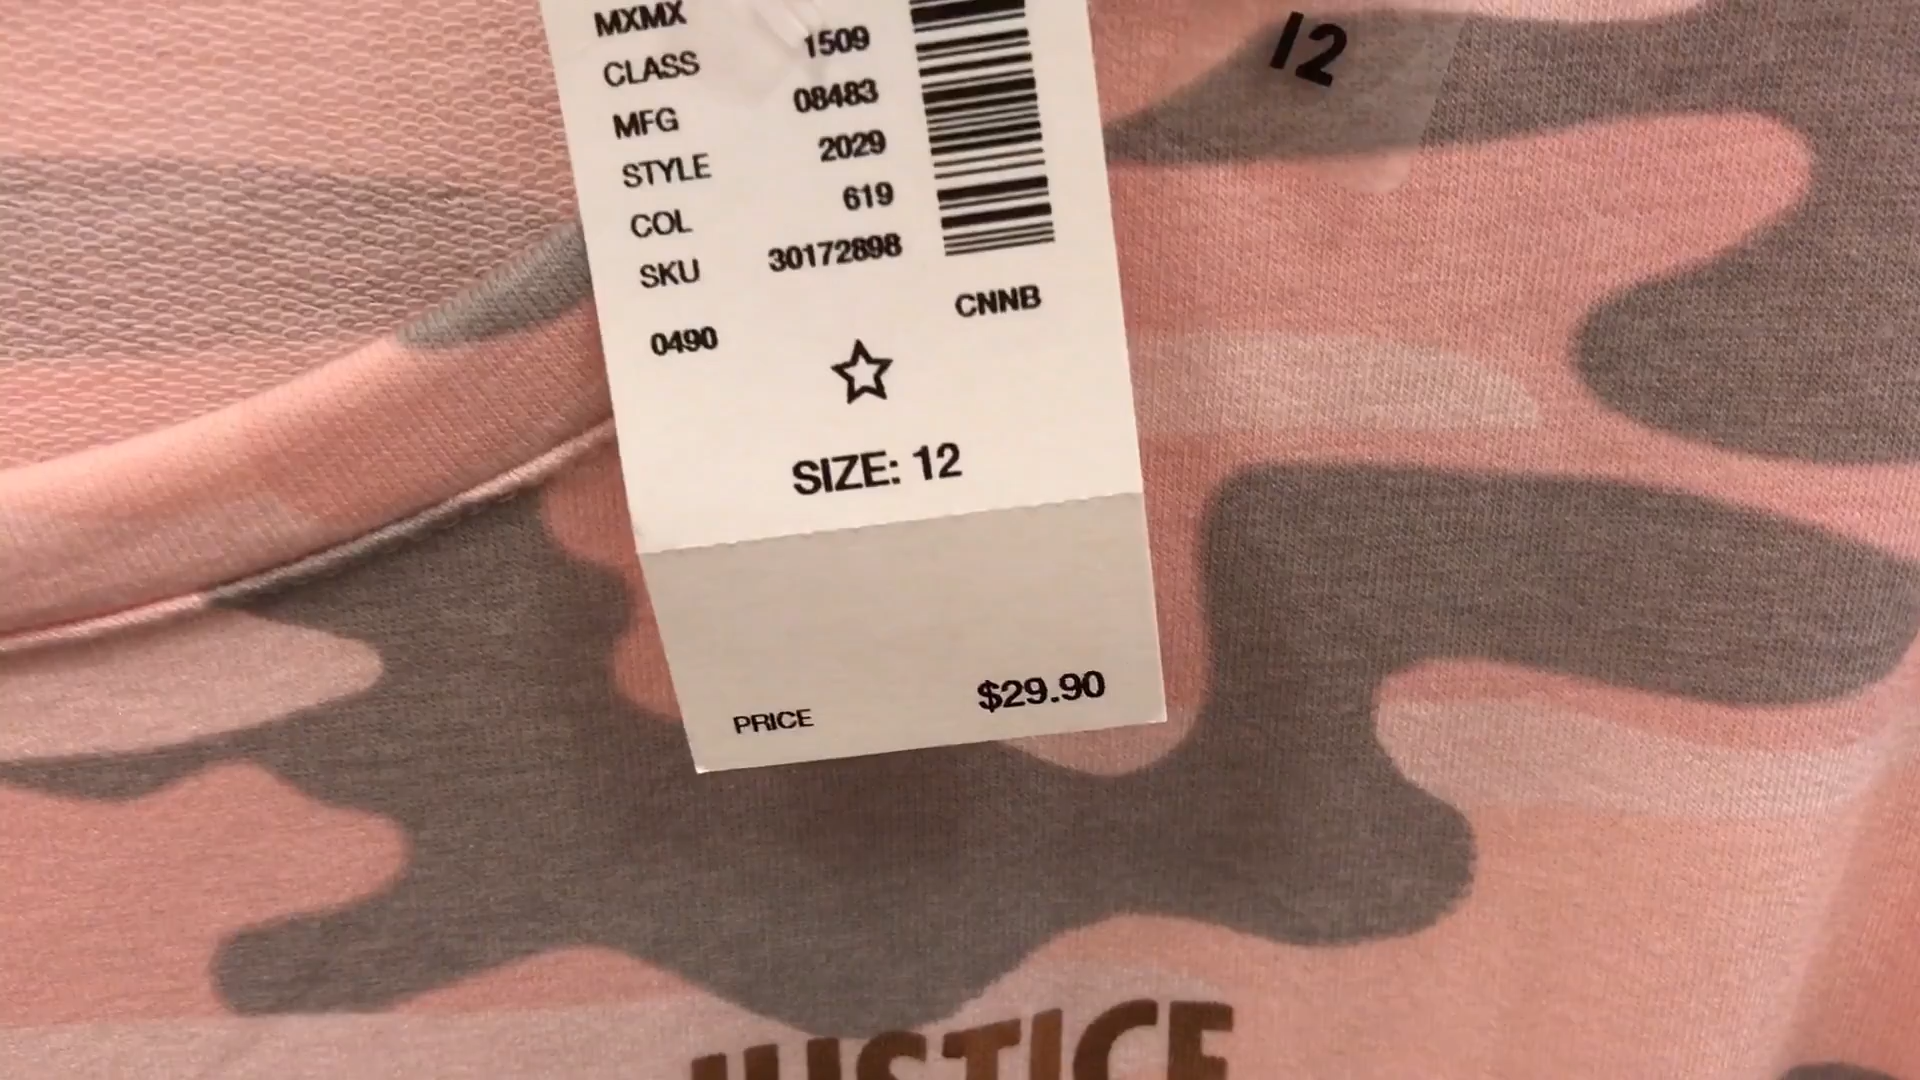 MXMX
CLASS 1509
MFG 08483
STYLE 2029
COL 619
SKU 30172898
CNNB
0490
SIZE: 12
PRICE $29.90
12
JUSTICE